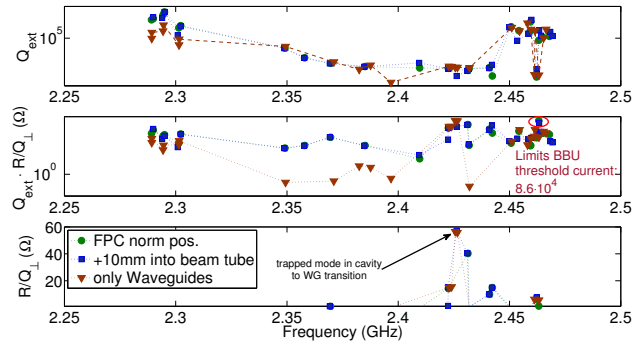 Q_ext
10^5
2.25 2.3 2.35 2.4 2.45 2.5
Q_ext · R/Q_⊥ (Ω)
10^0
Limits BBU
threshold current:
8.6·10^4
2.25 2.3 2.35 2.4 2.45 2.5
R/Q_⊥ (Ω)
80
60
40
20
FPC norm pos.
+10mm into beam tube
only Waveguides
trapped mode in cavity
to WG transition
2.25 2.3 2.35 2.4 2.45 2.5
Frequency (GHz)